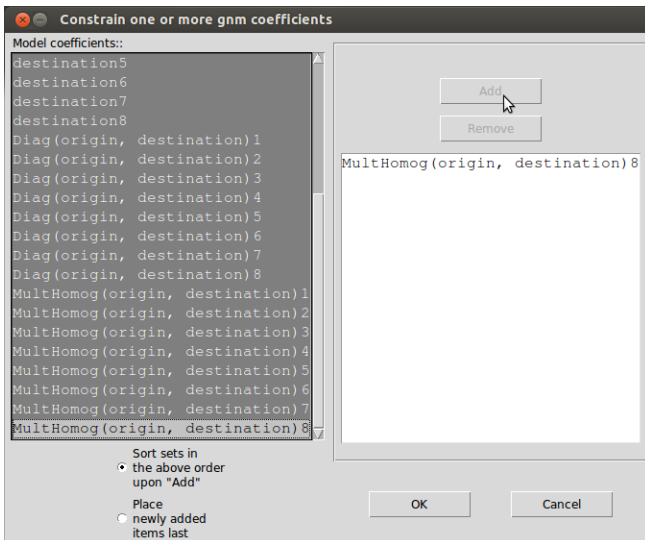 Constrain one or more gnm coefficients
Model coefficients::
destination5
destination6
destination7
destination8
Diag(origin, destination)1
Diag(origin, destination)2
Diag(origin, destination)3
Diag(origin, destination)4
Diag(origin, destination)5
Diag(origin, destination)6
Diag(origin, destination)7
Diag(origin, destination)8
MultHomog(origin, destination)1
MultHomog(origin, destination)2
MultHomog(origin, destination)3
MultHomog(origin, destination)4
MultHomog(origin, destination)5
MultHomog(origin, destination)6
MultHomog(origin, destination)7
MultHomog(origin, destination)8
Sort sets in
the above order
upon "Add"
Place
newly added
items last
Add
Remove
MultHomog(origin, destination)8
OK
Cancel